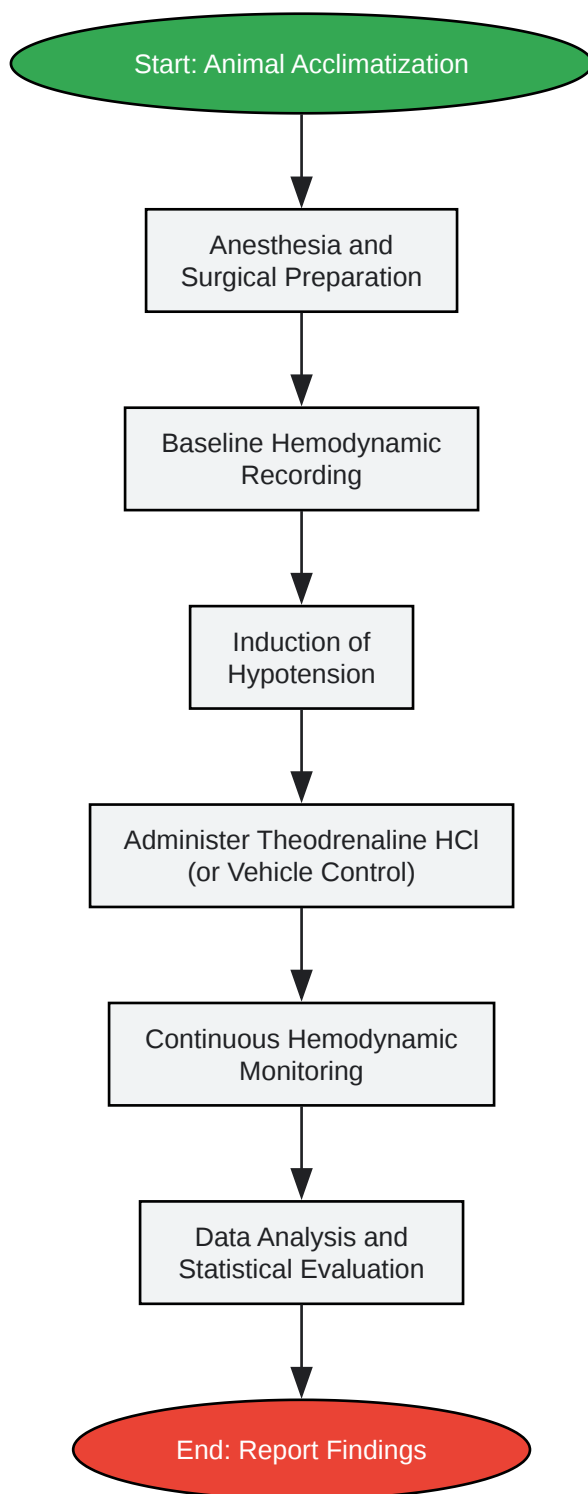 Start: Animal Acclimatization
Anesthesia and
Surgical Preparation
Baseline Hemodynamic
Recording
Induction of
Hypotension
Administer Theodrenaline HCl
(or Vehicle Control)
Continuous Hemodynamic
Monitoring
Data Analysis and
Statistical Evaluation
End: Report Findings